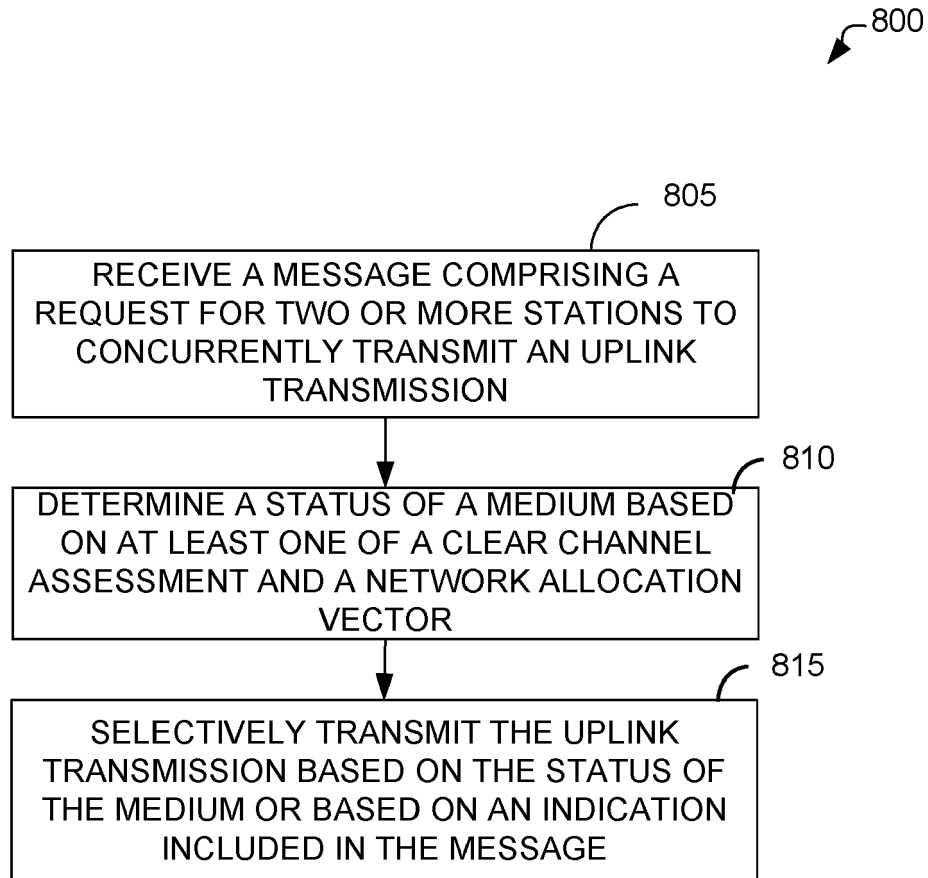 800
805
RECEIVE A MESSAGE COMPRISING A
REQUEST FOR TWO OR MORE STATIONS TO
CONCURRENTLY TRANSMIT AN UPLINK
TRANSMISSION
810
DETERMINE A STATUS OF A MEDIUM BASED
ON AT LEAST ONE OF A CLEAR CHANNEL
ASSESSMENT AND A NETWORK ALLOCATION
VECTOR
815
SELECTIVELY TRANSMIT THE UPLINK
TRANSMISSION BASED ON THE STATUS OF
THE MEDIUM OR BASED ON AN INDICATION
INCLUDED IN THE MESSAGE